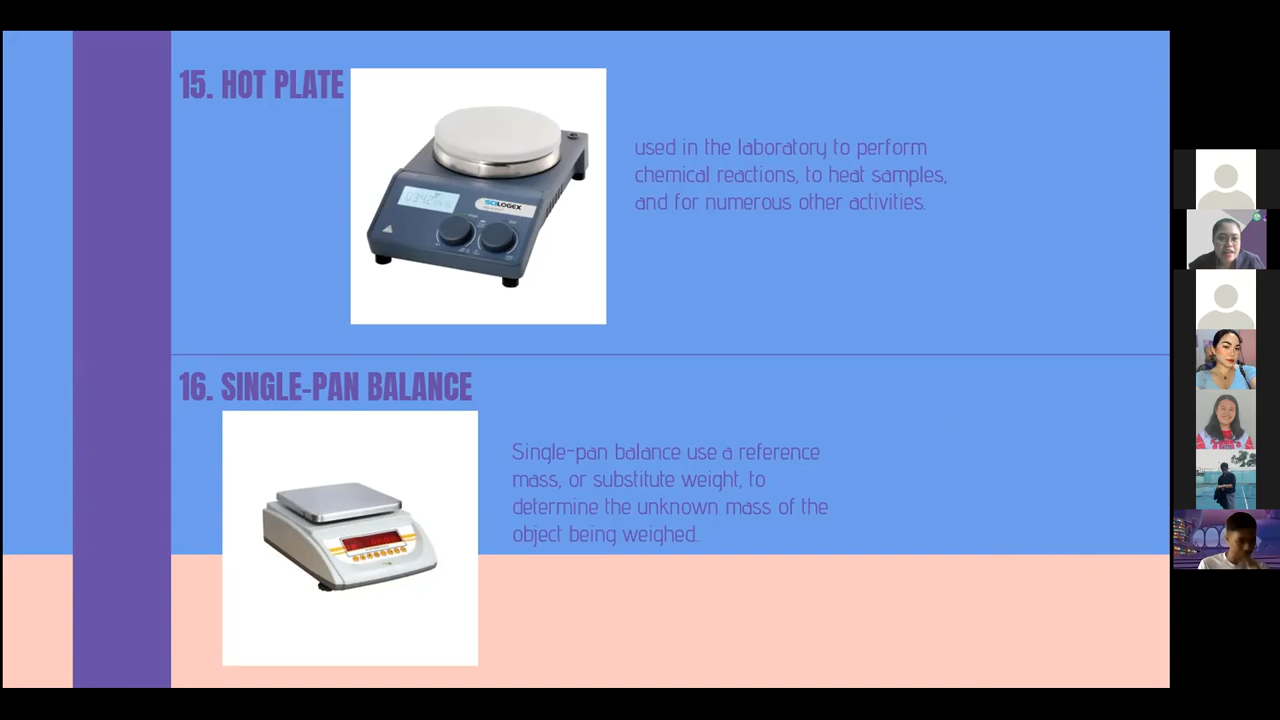 15. HOT PLATE
SCILOGEX
used in the laboratory to perform
chemical reactions, to heat samples,
and for numerous other activities.
16. SINGLE-PAN BALANCE
Single-pan balance use a reference
mass, or substitute weight, to
determine the unknown mass of the
object being weighed.